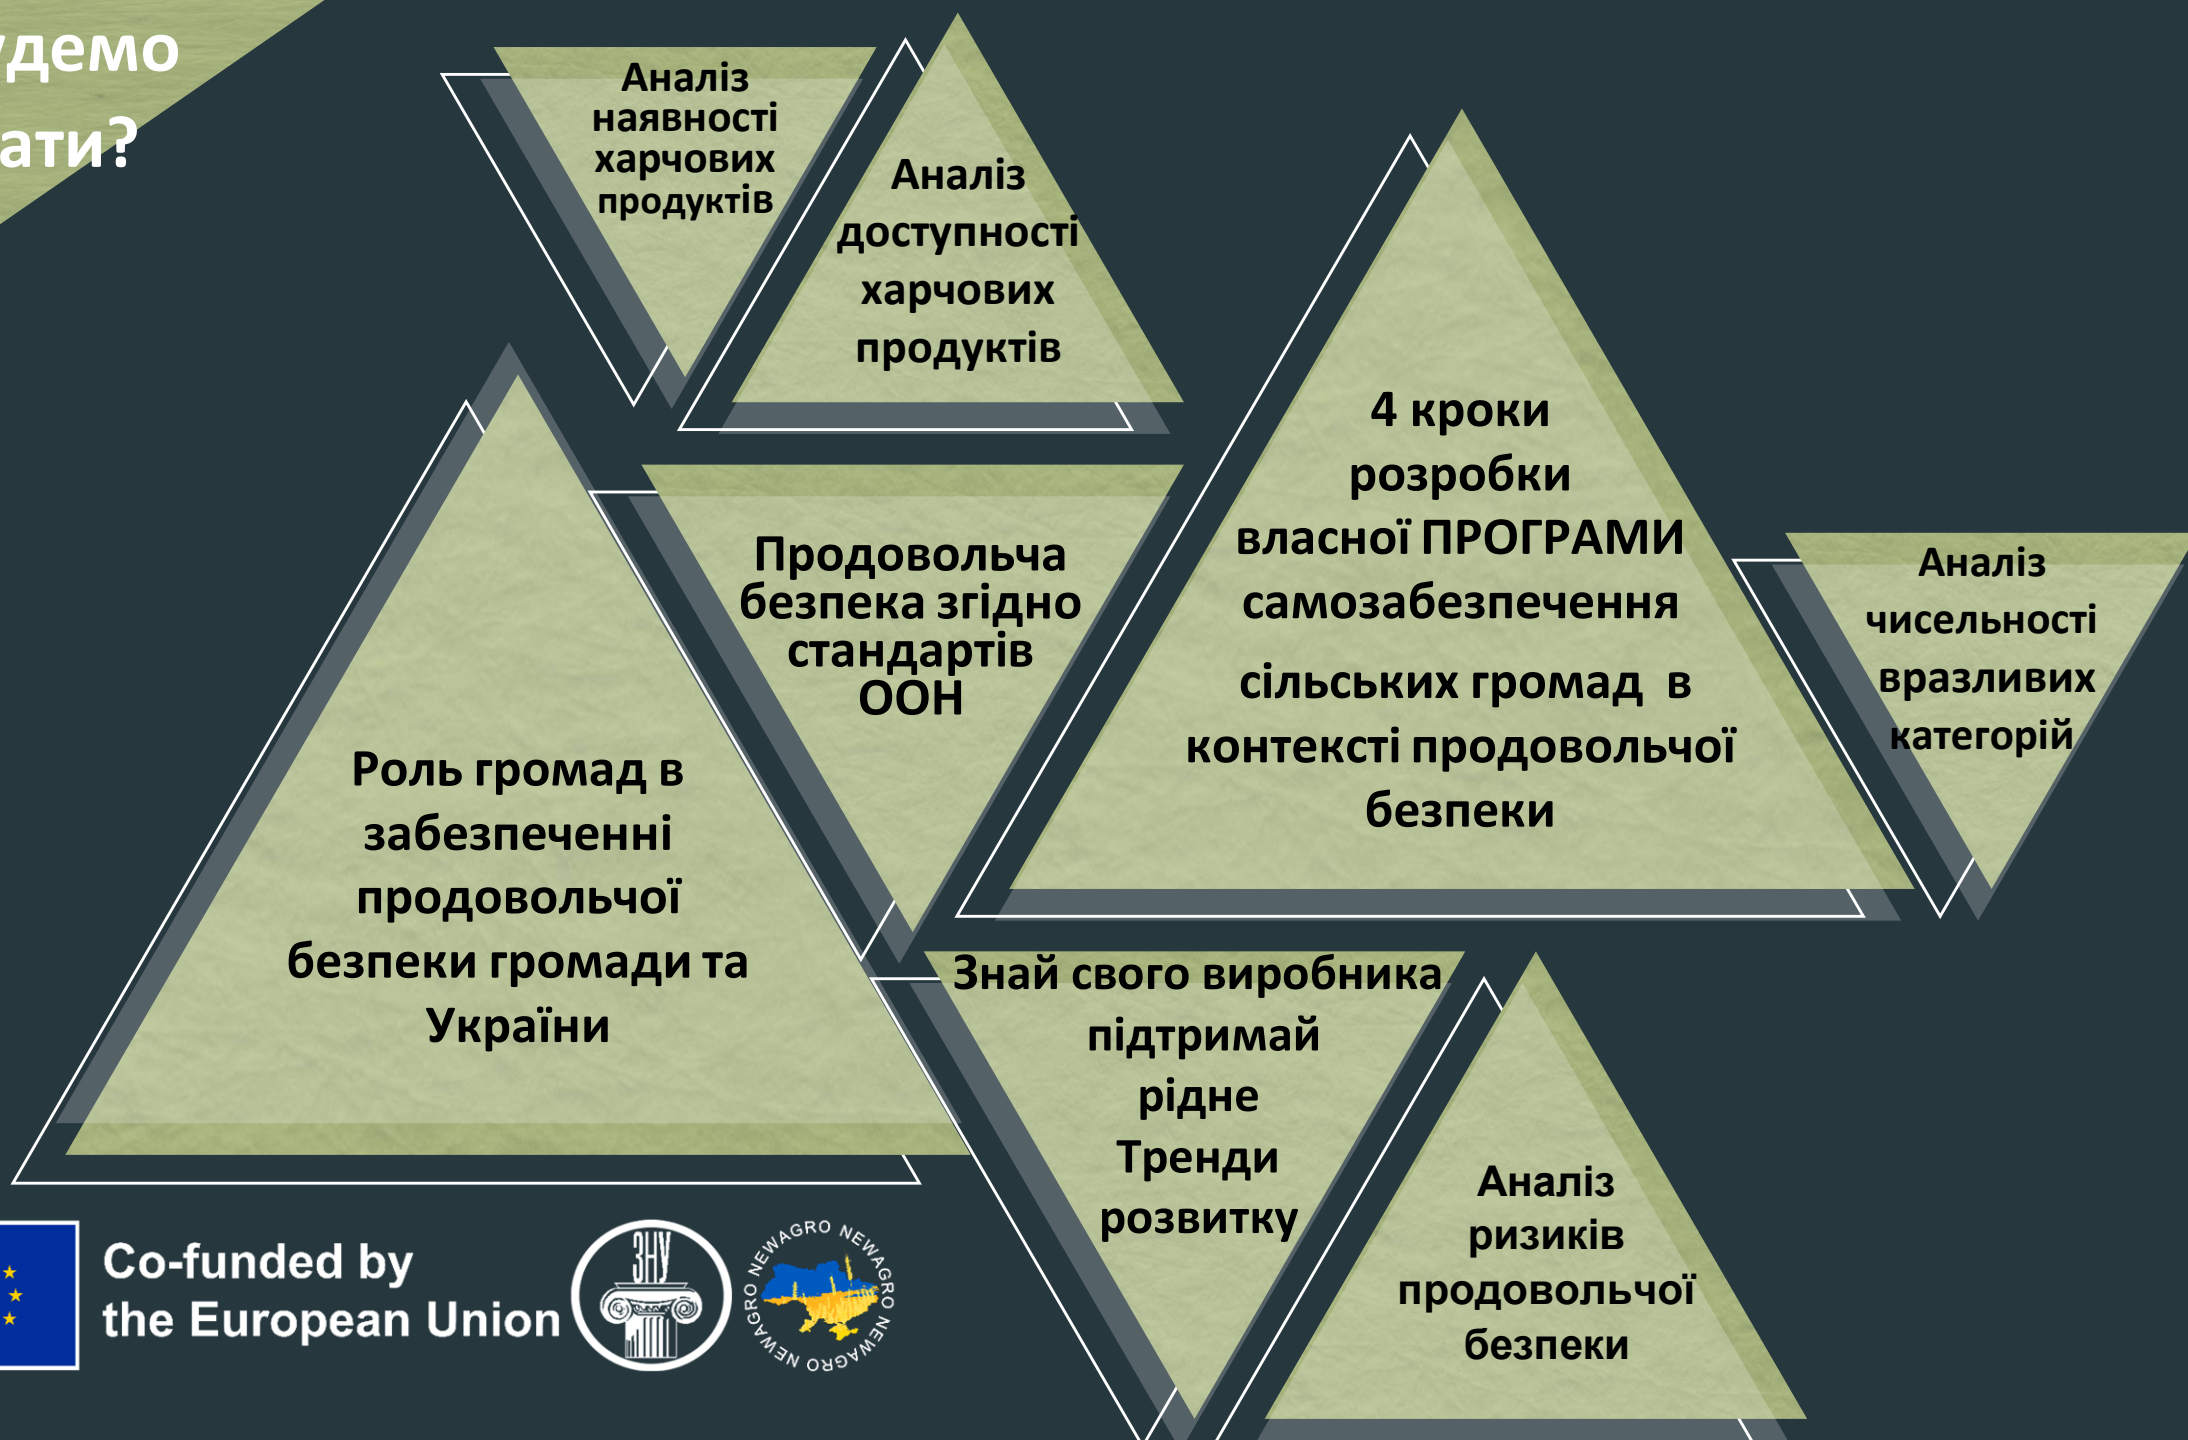 удемо
ати?
Аналіз
наявності
харчових
продуктів
Аналіз
доступності
харчових
продуктів
4 кроки
розробки
власної ПРОГРАМИ
самозабезпечення
сільських громад в
контексті продовольчої
безпеки
Аналіз
чисельності
вразливих
категорій
Продовольча
безпека згідно
стандартів
ООН
Роль громад в
забезпеченні
продовольчої
безпеки громади та
України
Знай свого виробника
підтримай
рідне
Тренди
розвитку
Аналіз
ризиків
продовольчої
безпеки
Co-funded by
the European Union
ЗНУ
NEWAGRO NEWAGRO NEWAGRO NEWAGRO